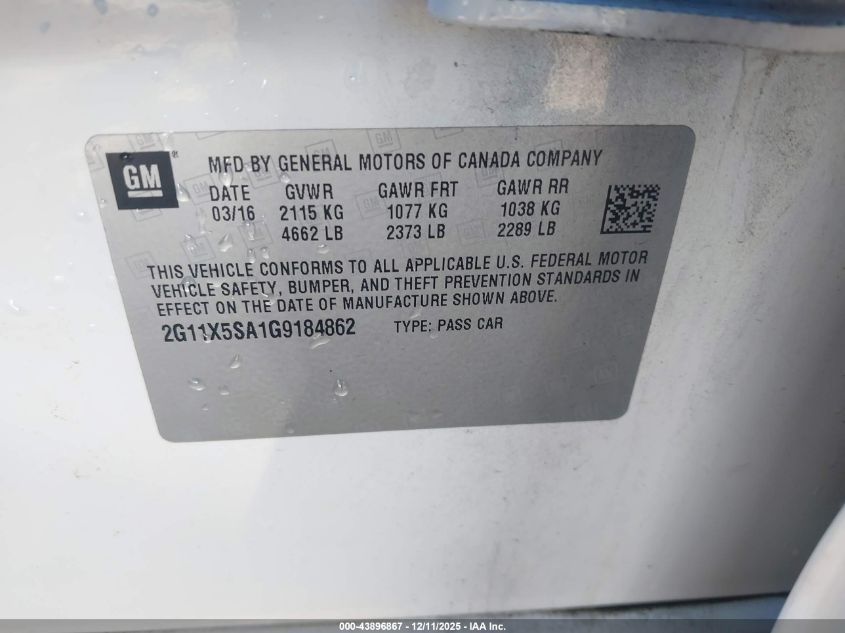 GM ®
MFD BY GENERAL MOTORS OF CANADA COMPANY
DATE GVWR GAWR FRT GAWR RR
03/16 2115 KG 1077 KG 1038 KG
4662 LB 2373 LB 2289 LB
THIS VEHICLE CONFORMS TO ALL APPLICABLE U.S. FEDERAL MOTOR
VEHICLE SAFETY, BUMPER, AND THEFT PREVENTION STANDARDS IN
EFFECT ON THE DATE OF MANUFACTURE SHOWN ABOVE.
2G11X5SA1G9184862 TYPE: PASS CAR
000-43896867 - 12/11/2025 - IAA Inc.